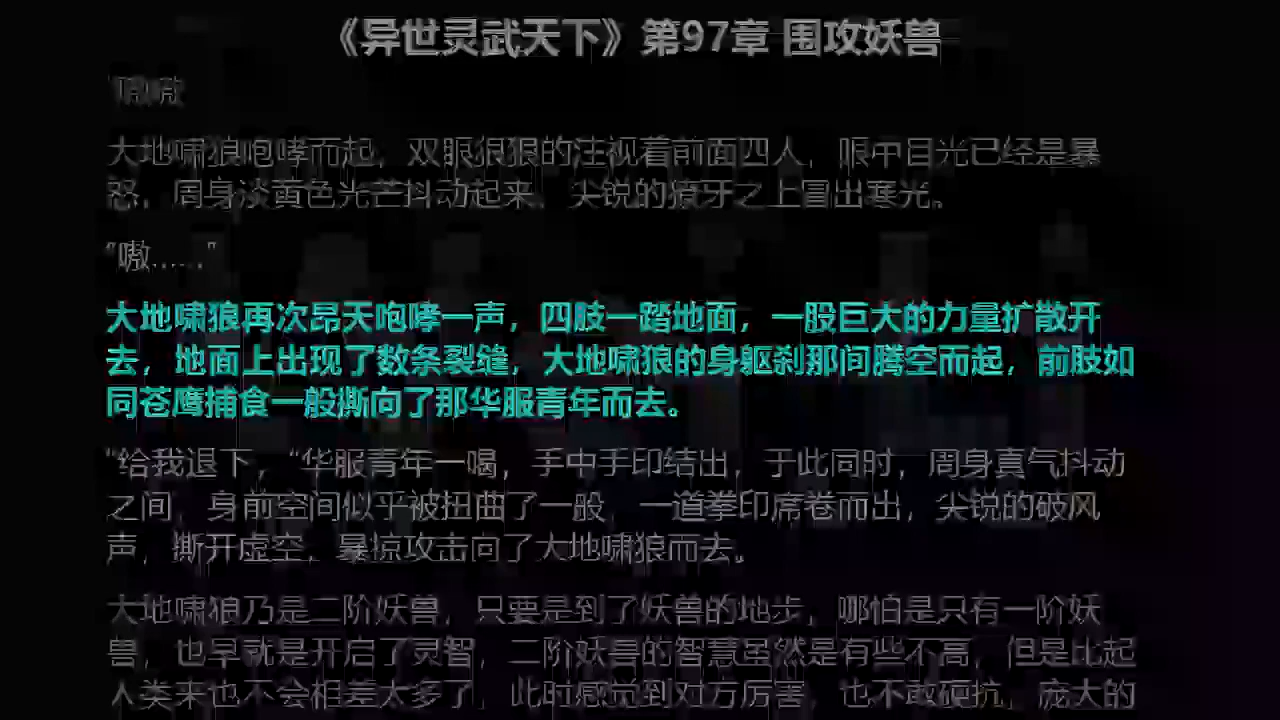 《异世灵武天下》第97章 围攻妖兽
“嗷嗷
大地啸狼咆哮而起，双眼狠狠的注视着前面四人，眼中目光已经是暴
怒，周身淡黄色光芒抖动起来，尖锐的獠牙之上冒出寒光。
“嗷……”
大地啸狼再次昂天咆哮一声，四肢一踏地面，一股巨大的力量扩散开
去，地面上出现了数条裂缝，大地啸狼的身躯刹那间腾空而起，前肢如
同苍鹰捕食一般撕向了那华服青年而去。
“给我退下，“华服青年一喝，手中手印结出，于此同时，周身真气抖动
之间，身前空间似乎被扭曲了一般，一道拳印席卷而出，尖锐的破风
声，撕开虚空，暴掠攻击向了大地啸狼而去。
大地啸狼乃是二阶妖兽，只要是到了妖兽的地步，哪怕是只有一阶妖
兽，也早就是开启了灵智，二阶妖兽的智慧虽然是有些不高，但是比起
人类来也不会相差太多了，此时感觉到对方厉害，也不敢硬抗，庞大的